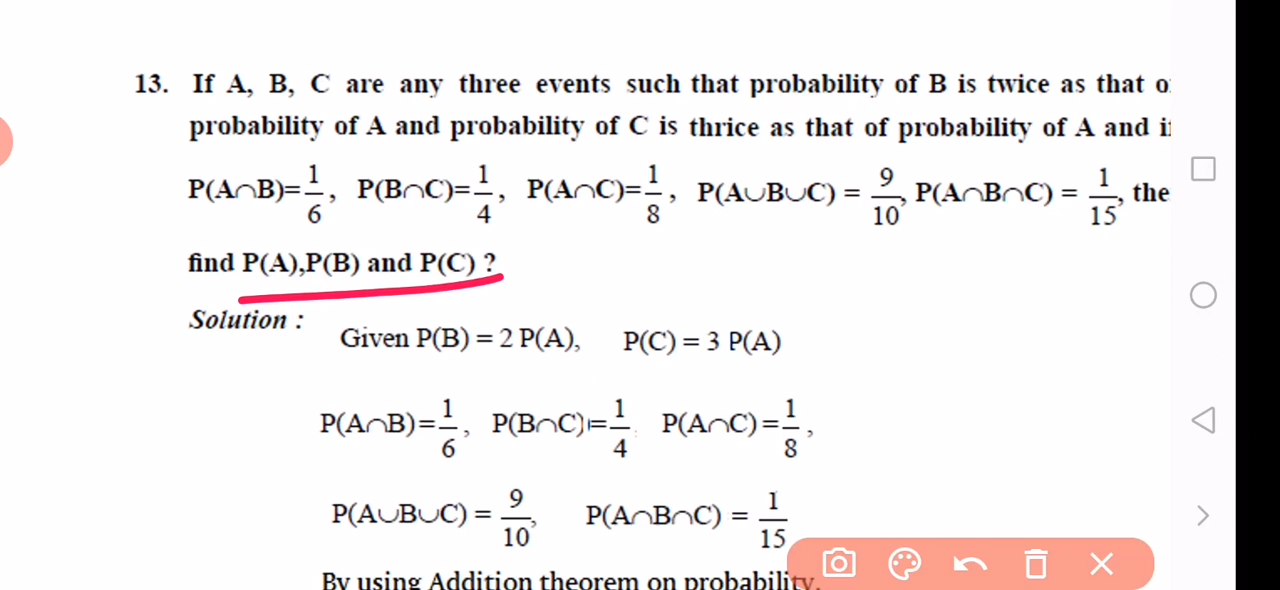 13. If A, B, C are any three events such that probability of B is twice as that
probability of A and probability of C is thrice as that of probability of A and
P(A∩B)=1/6, P(B∩C)=1/4, P(A∩C)=1/8, P(A∪B∪C) = 9/10, P(A∩B∩C) = 1/15, the
find P(A),P(B) and P(C) ?
Solution :
Given P(B) = 2 P(A), P(C) = 3 P(A)
P(A∩B)=1/6, P(B∩C)=1/4 P(A∩C)=1/8,
P(A∪B∪C) = 9/10, P(A∩B∩C) = 1/15
By using Addition theorem on probability.